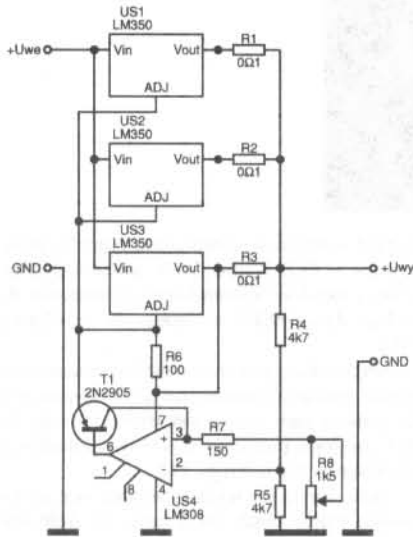 US1
LM350
+Uwe
Vin
Vout
ADJ
R1
0Ω1
US2
LM350
Vin
Vout
ADJ
R2
0Ω1
US3
LM350
GND
Vin
Vout
ADJ
R3
0Ω1
+Uwy
R4
4k7
R6
100
GND
T1
2N2905
6
7
3
+
R7
150
2
-
1
8
4
US4
LM308
R5
4k7
R8
1k5